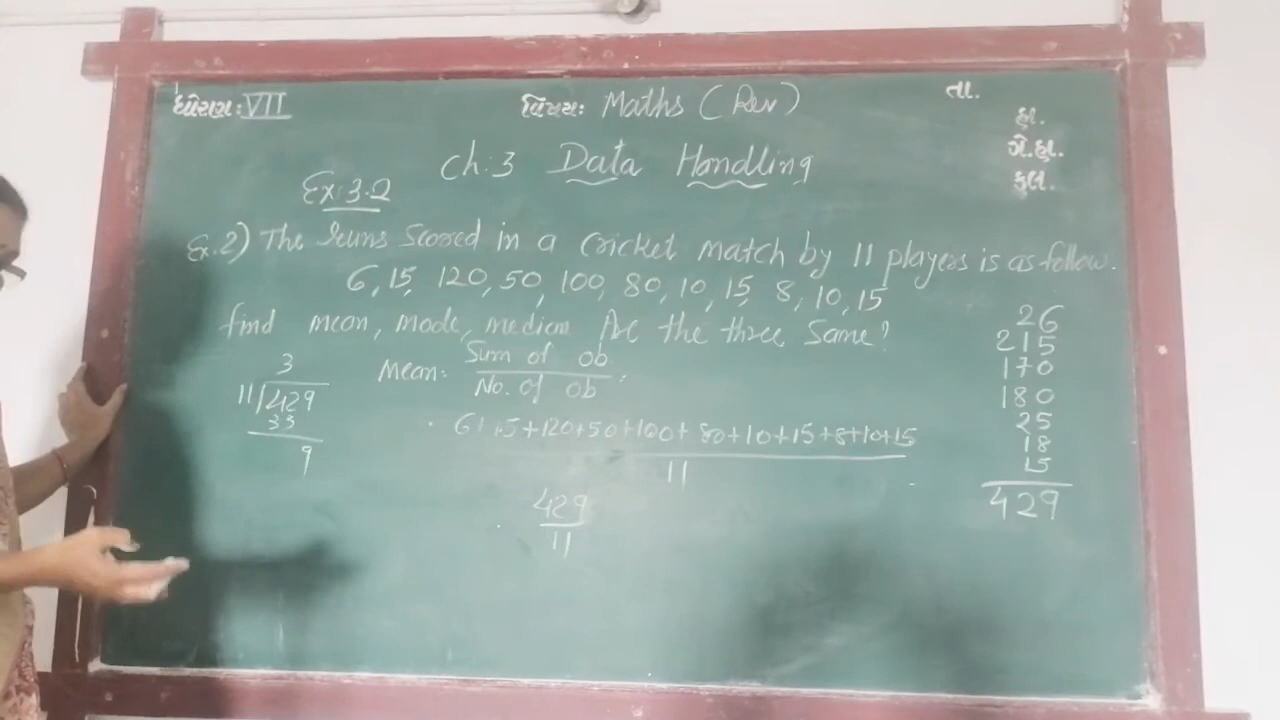 ધોરણ: VII
વિષય: Maths (Rev)
તા.
હા.
ગે.હા.
કુલ.
Ch:3 Data Handling
Ex:3.2
Q.2) The Runs Scored in a Cricket match by 11 players is as follow.
6, 15, 120, 50, 100, 80, 10, 15, 8, 10, 15
find mean, mode, median Are the three Same?
3
11/429
33
9
Mean: Sum of ob
No. of ob
6+15+120+50+100+80+10+15+8+10+15
11
429
11
26
215
170
180
25
18
15
429